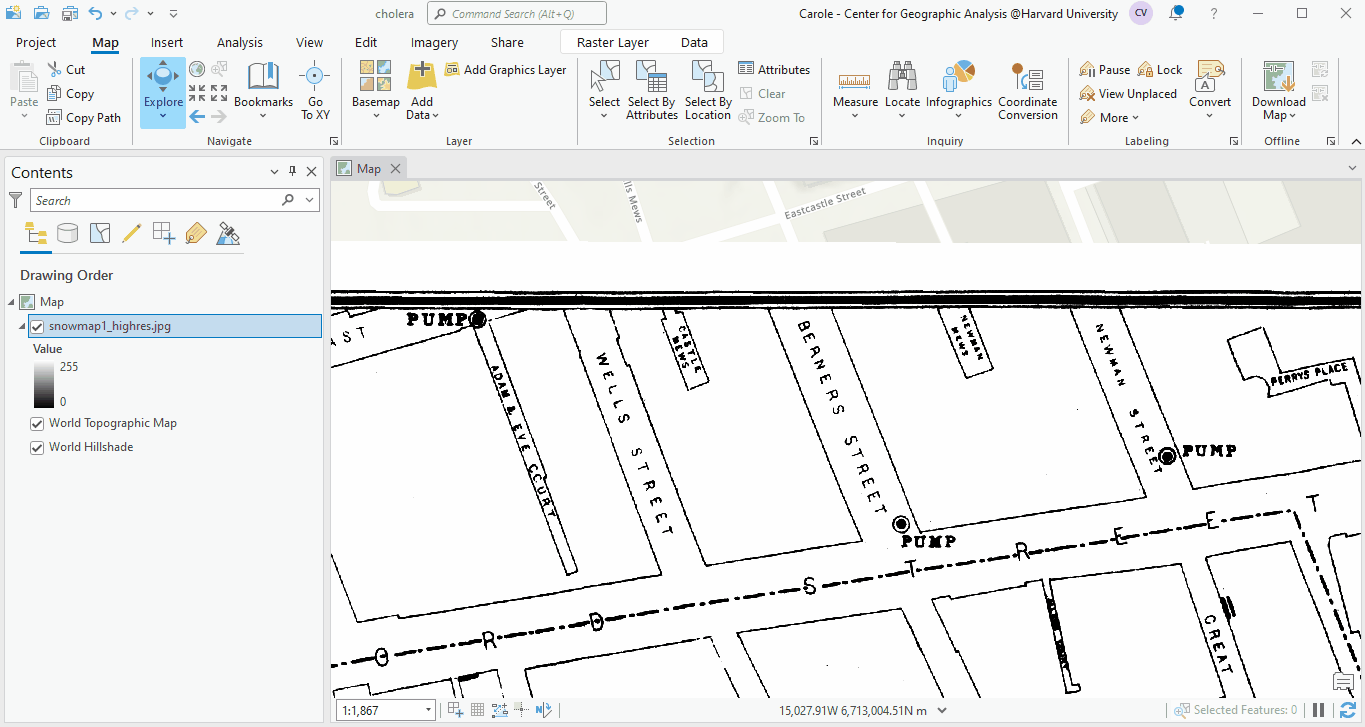 cholera
Command Search (Alt+Q)
Carole - Center for Geographic Analysis @Harvard University
CV
?
Project
Map
Insert
Analysis
View
Edit
Imagery
Share
Raster Layer
Data
Paste
Cut
Copy
Copy Path
Clipboard
Explore
Bookmarks
Go
To XY
Navigate
Basemap
Add
Data
Add Graphics Layer
Layer
Select
Select By
Attributes
Select By
Location
Attributes
Clear
Zoom To
Selection
Measure
Locate
Infographics
Coordinate
Conversion
Inquiry
Pause
Lock
View Unplaced
More
Convert
Labeling
Download
Map
Offline
Contents
Search
Drawing Order
Map
snowmap1_highres.jpg
Value
255
0
World Topographic Map
World Hillshade
Map
Street
lls Mews
Eastcastle Street
AST
PUMP
ADAM & EVE COURT
WELLS STREET
CASTLE
MEWS
BERNERS STREET
PUMP
NEWMAN
MEWS
NEWMAN STREET
PUMP
PERRYS PLACE
ORD STREET
GREAT
1:1,867
15,027.91W 6,713,004.51N m
Selected Features: 0